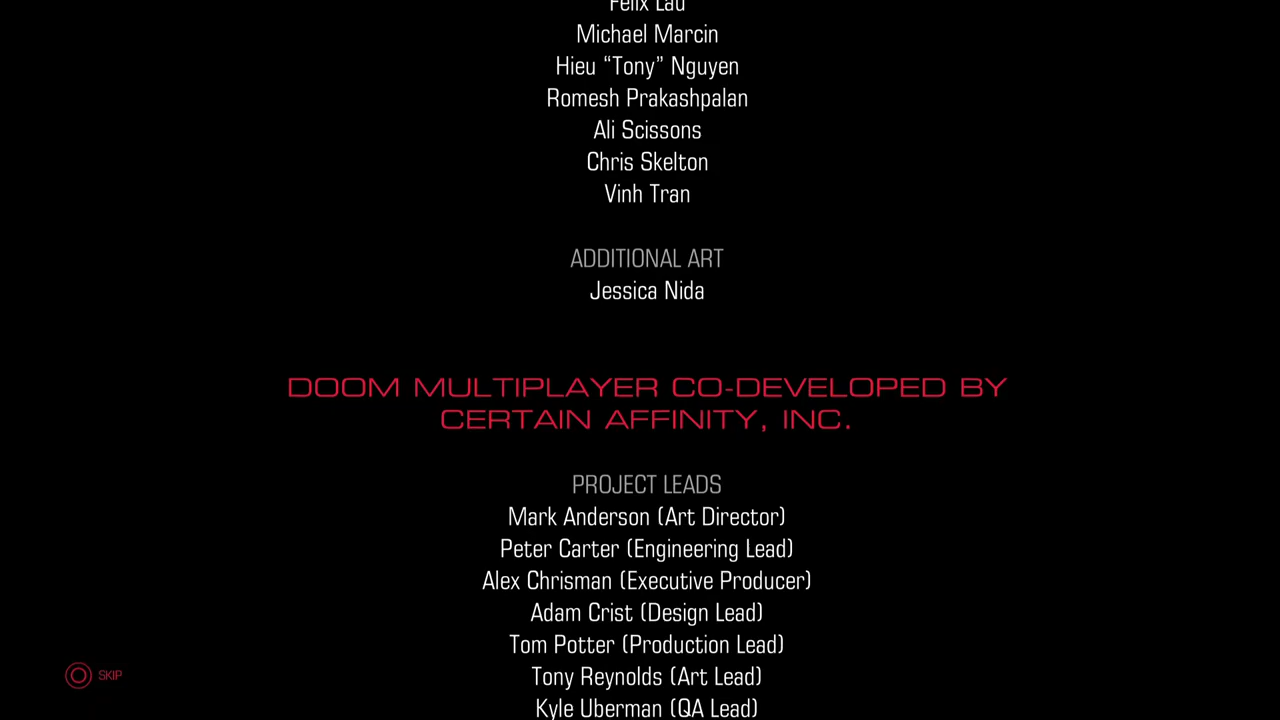 Felix Lau
Michael Marcin
Hieu “Tony” Nguyen
Romesh Prakashpalan
Ali Scissons
Chris Skelton
Vinh Tran
ADDITIONAL ART
Jessica Nida
DOOM MULTIPLAYER CO-DEVELOPED BY
CERTAIN AFFINITY, INC.
PROJECT LEADS
Mark Anderson (Art Director)
Peter Carter (Engineering Lead)
Alex Chrisman (Executive Producer)
Adam Crist (Design Lead)
Tom Potter (Production Lead)
Tony Reynolds (Art Lead)
Kyle Uberman (QA Lead)
SKIP